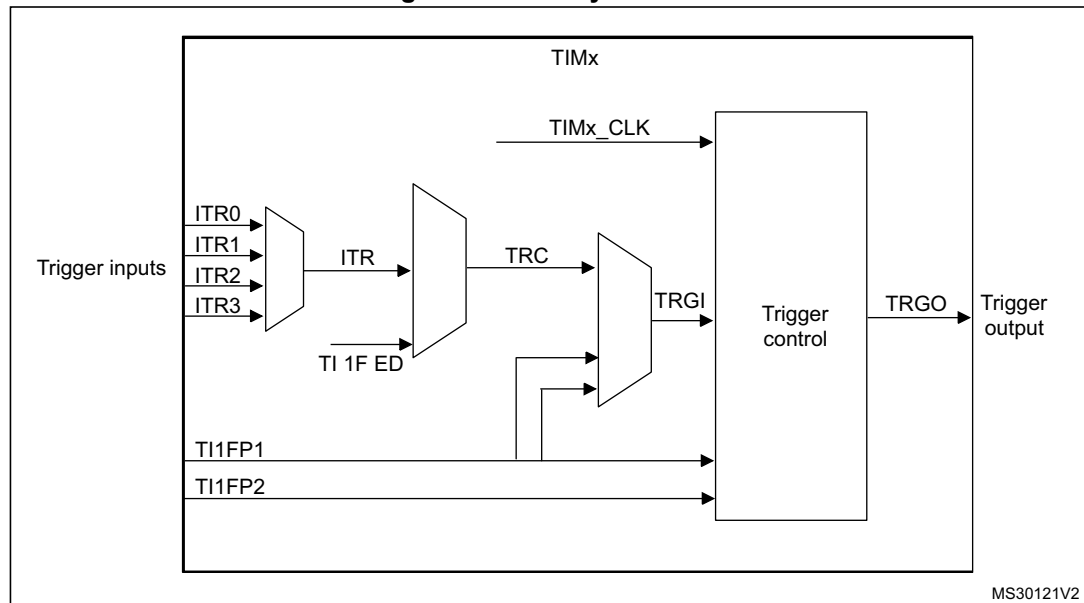 TIMx
TIMx_CLK
ITR0
ITR1
ITR2
ITR3
Trigger inputs
ITR
TRC
TI 1F ED
TRGI
Trigger
control
TRGO
Trigger
output
TI1FP1
TI1FP2
MS30121V2